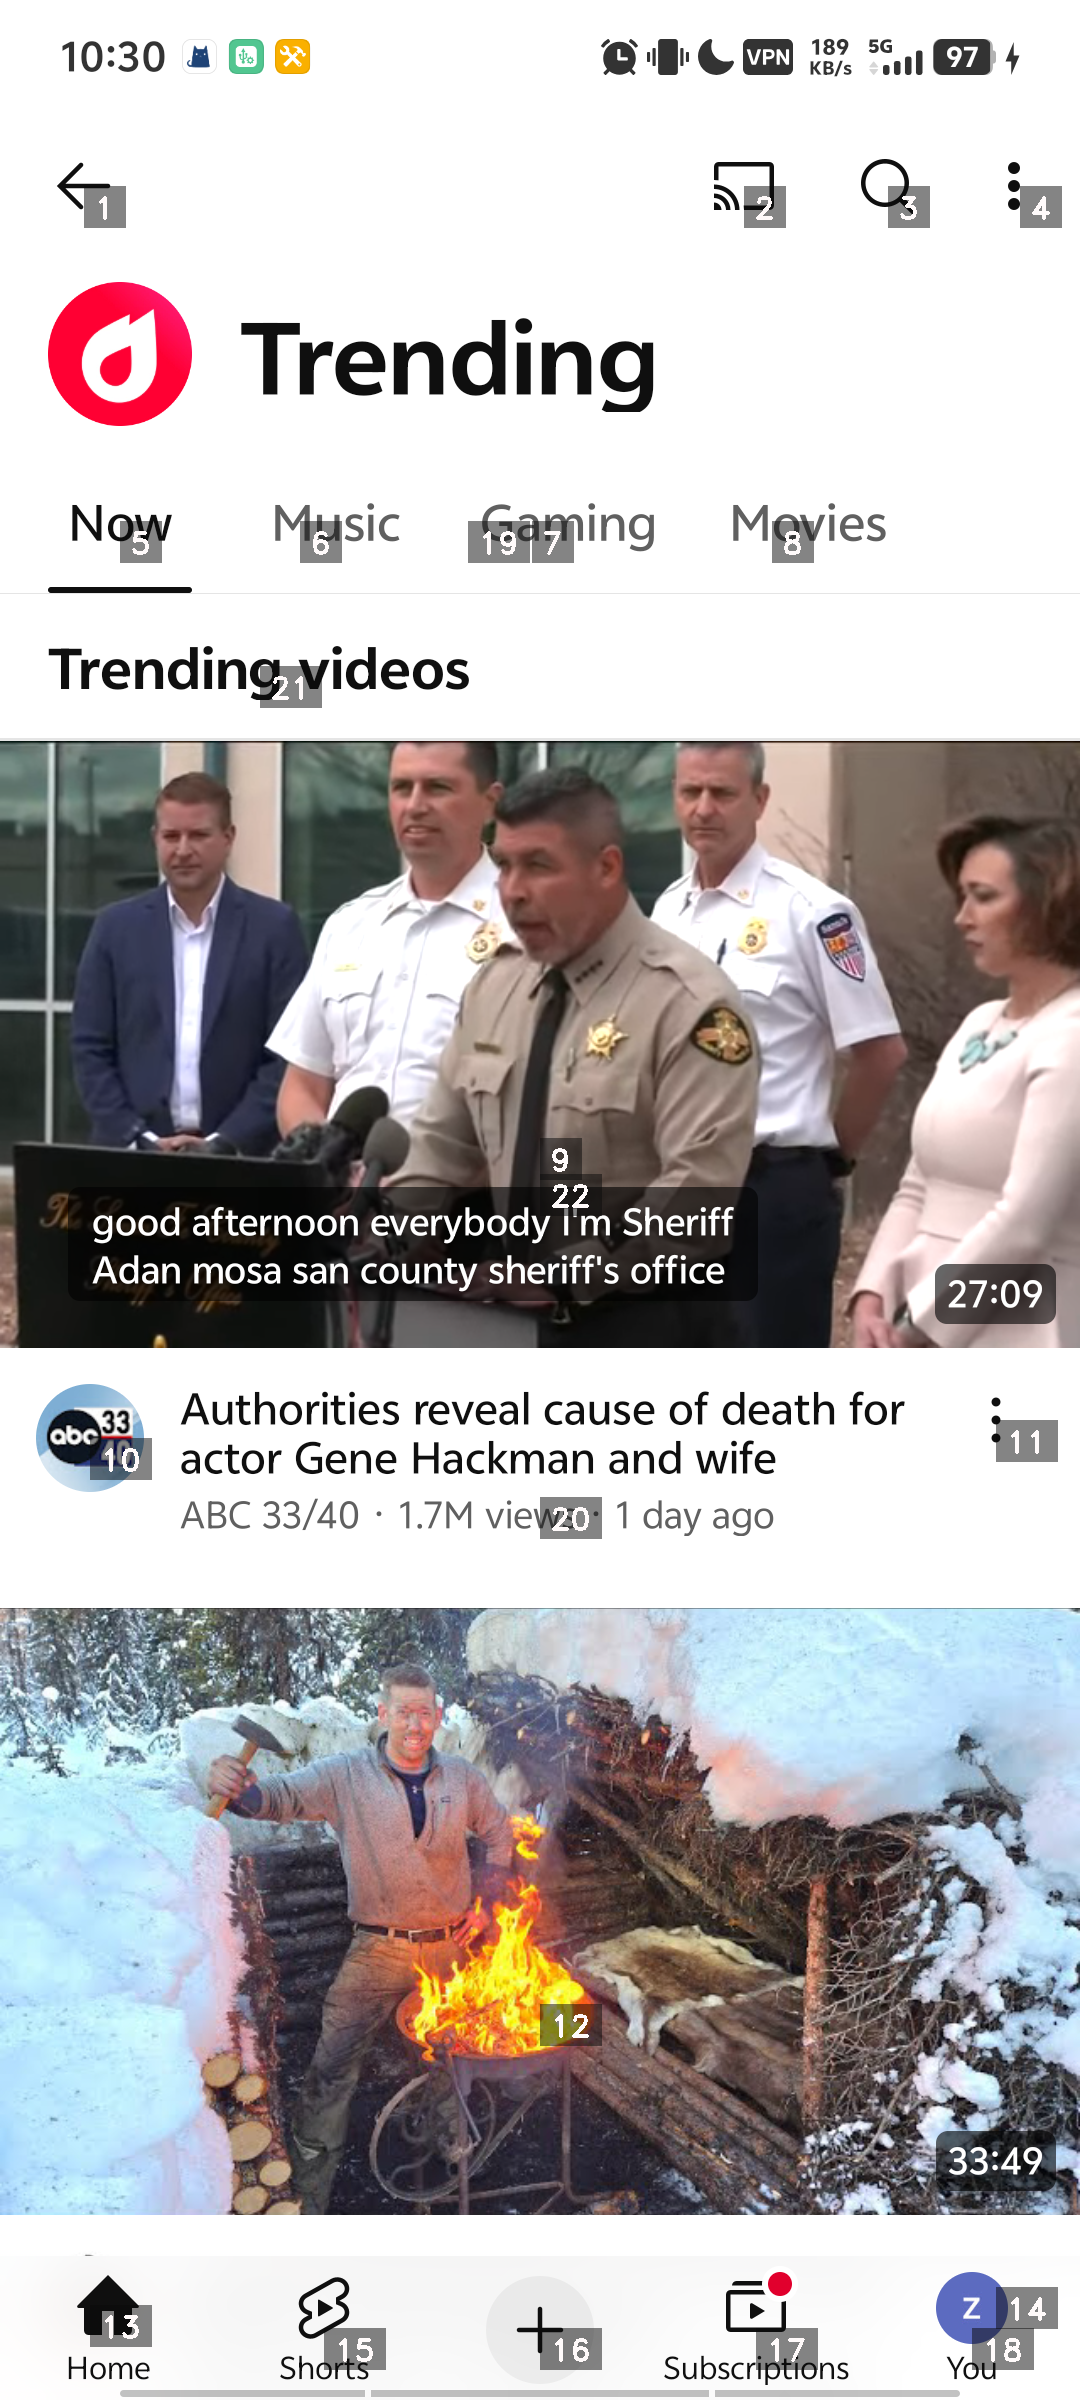 10:30
VPN
189 KB/s
5G
97
1
2
3
4
Trending
Now
Music
Gaming
Movies
5
6
19
7
8
Trending videos
21
9
22
good afternoon everybody I'm Sheriff
Adan mosa san county sheriff's office
27:09
abc 33
10
Authorities reveal cause of death for
actor Gene Hackman and wife
11
ABC 33/40 · 1.7M views · 1 day ago
20
12
33:49
Z
13
14
15
16
17
18
Home
Shorts
Subscriptions
You